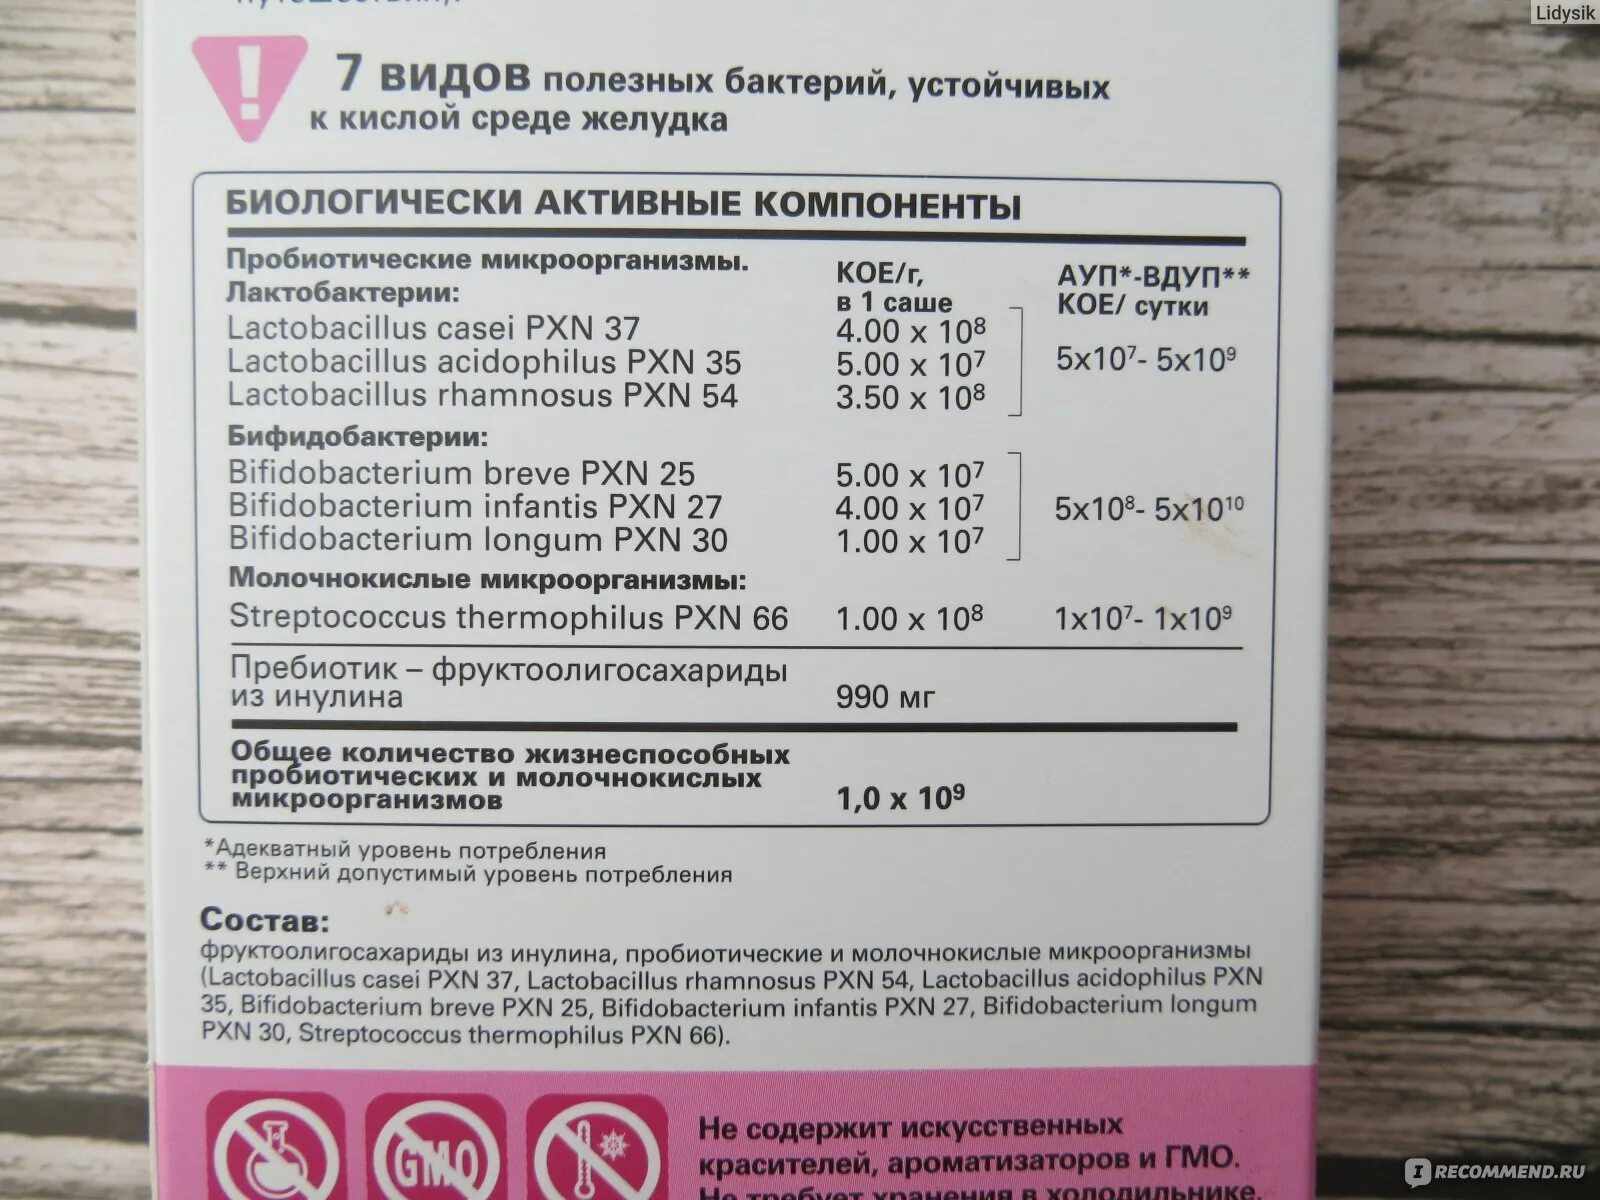 Lidysik
7 ВИДОВ полезных бактерий, устойчивых
к кислой среде желудка
БИОЛОГИЧЕСКИ АКТИВНЫЕ КОМПОНЕНТЫ
Пробиотические микроорганизмы. КОЕ/г, АУП*-ВДУП**
Лактобактерии: в 1 саше КОЕ/ сутки
Lactobacillus casei PXN 37 4.00 x 10⁸
Lactobacillus acidophilus PXN 35 5.00 x 10⁷ 5x10⁷- 5x10⁹
Lactobacillus rhamnosus PXN 54 3.50 x 10⁸
Бифидобактерии:
Bifidobacterium breve PXN 25 5.00 x 10⁷
Bifidobacterium infantis PXN 27 4.00 x 10⁷ 5x10⁸- 5x10¹⁰
Bifidobacterium longum PXN 30 1.00 x 10⁷
Молочнокислые микроорганизмы:
Streptococcus thermophilus PXN 66 1.00 x 10⁸ 1x10⁷- 1x10⁹
Пребиотик – фруктоолигосахариды
из инулина 990 мг
Общее количество жизнеспособных
пробиотических и молочнокислых
микроорганизмов 1,0 x 10⁹
*Адекватный уровень потребления
** Верхний допустимый уровень потребления
Состав:
фруктоолигосахариды из инулина, пробиотические и молочнокислые микроорганизмы
(Lactobacillus casei PXN 37, Lactobacillus rhamnosus PXN 54, Lactobacillus acidophilus PXN
35, Bifidobacterium breve PXN 25, Bifidobacterium infantis PXN 27, Bifidobacterium longum
PXN 30, Streptococcus thermophilus PXN 66).
GMO
Не содержит искусственных
красителей, ароматизаторов и ГМО.
Не требует хранения в холодильнике.
IRECOMMEND.RU